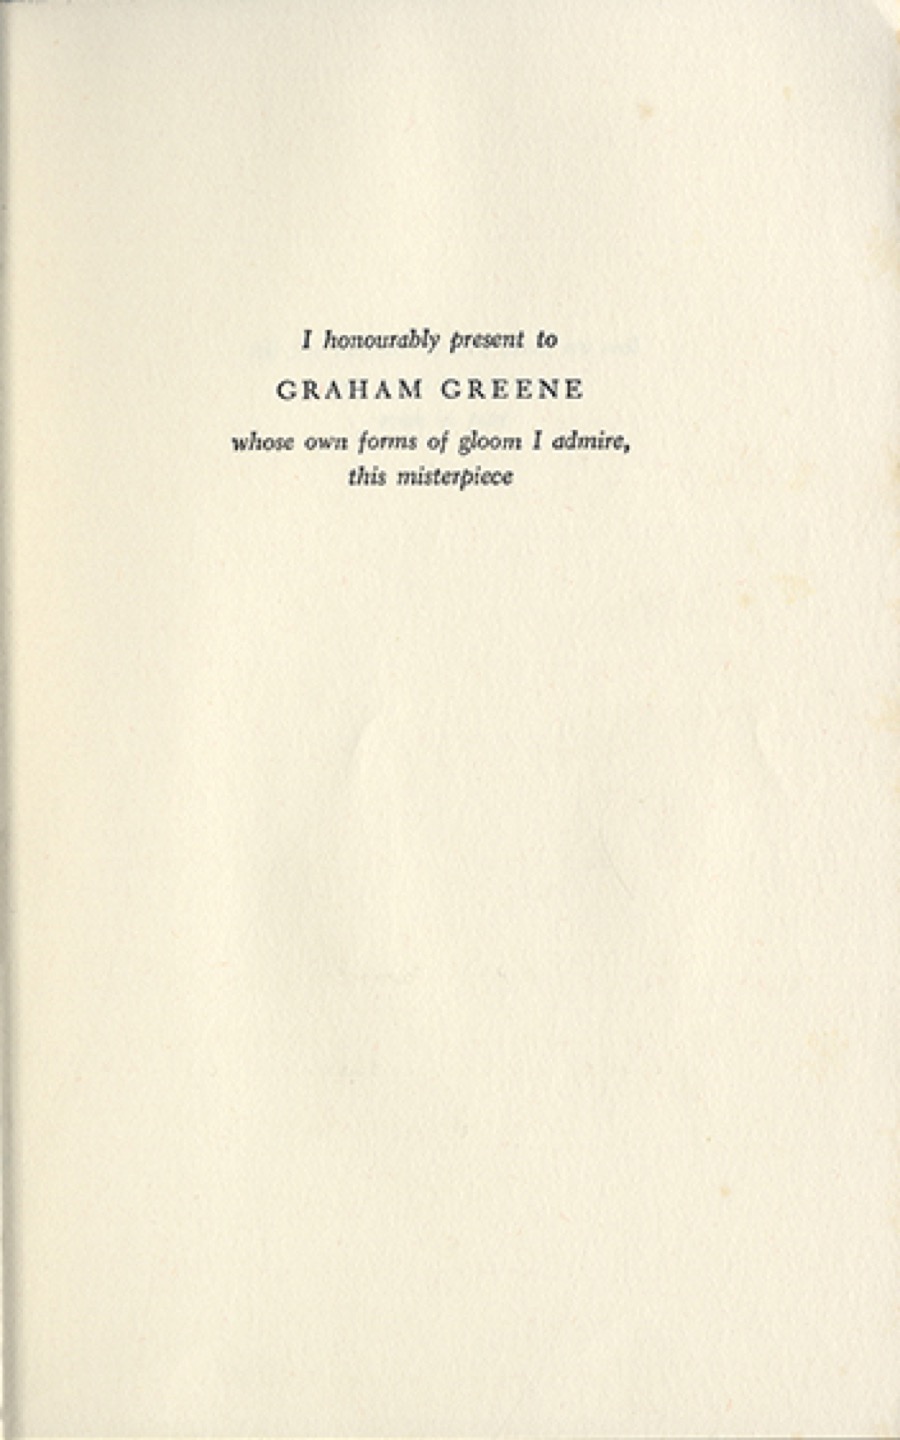 I honourably present to
GRAHAM GREENE
whose own forms of gloom I admire,
this misterpiece